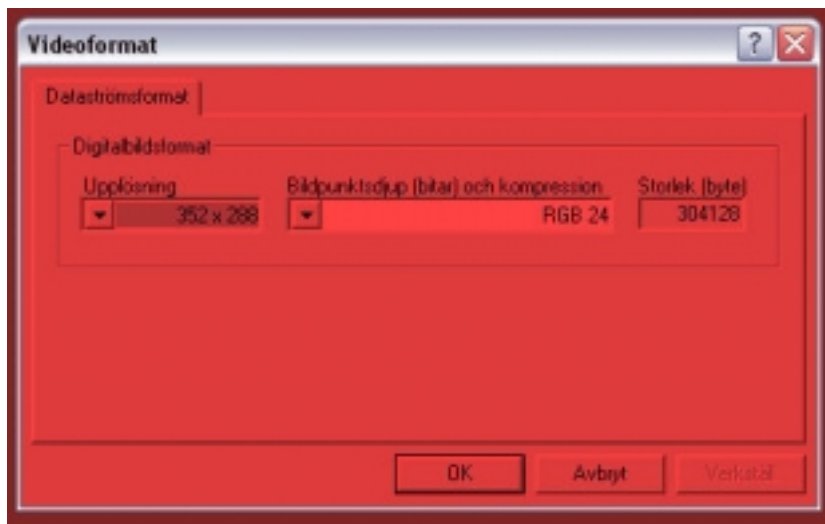 Videoformat
Dataströmsformat
Digitalbildsformat
Upplösning
352 x 288
Bildpunktsdjup (bitar) och kompression
RGB 24
Storlek (byte)
304128
OK
Avbryt
Verkställ